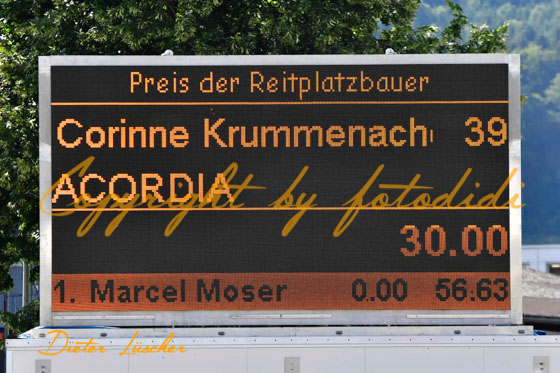 Preis der Reitplatzbauer
Corinne Krummenach 39
ACORDIA
Copyright by fotodidi
30.00
1. Marcel Moser 0.00 56:63
Dieter Lüscher